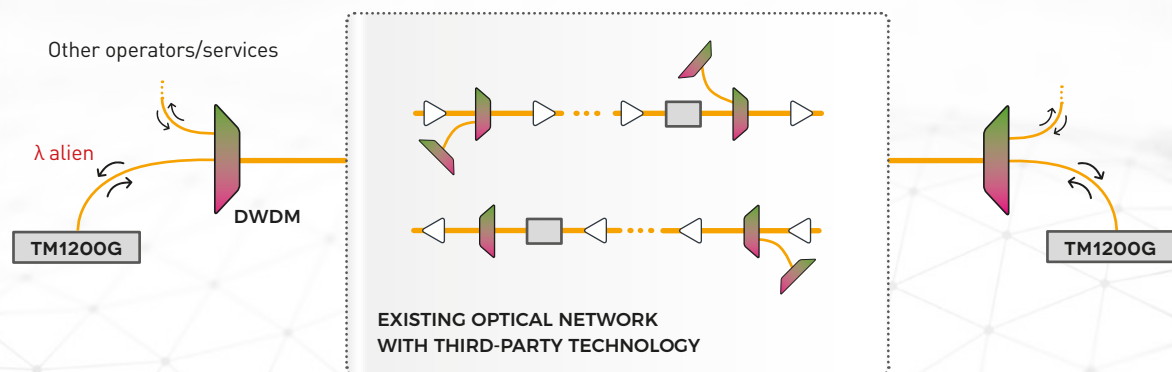 Other operators/services
λ alien
DWDM
TM1200G
TM1200G
EXISTING OPTICAL NETWORK
WITH THIRD-PARTY TECHNOLOGY